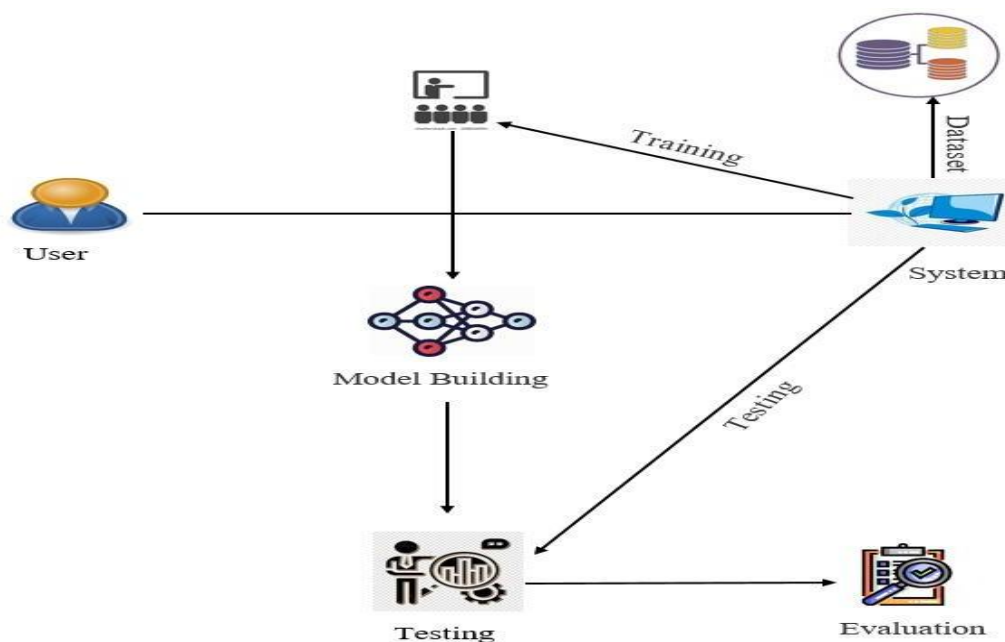 Dataset
Training
User
System
Model Building
Testing
Testing
Evaluation